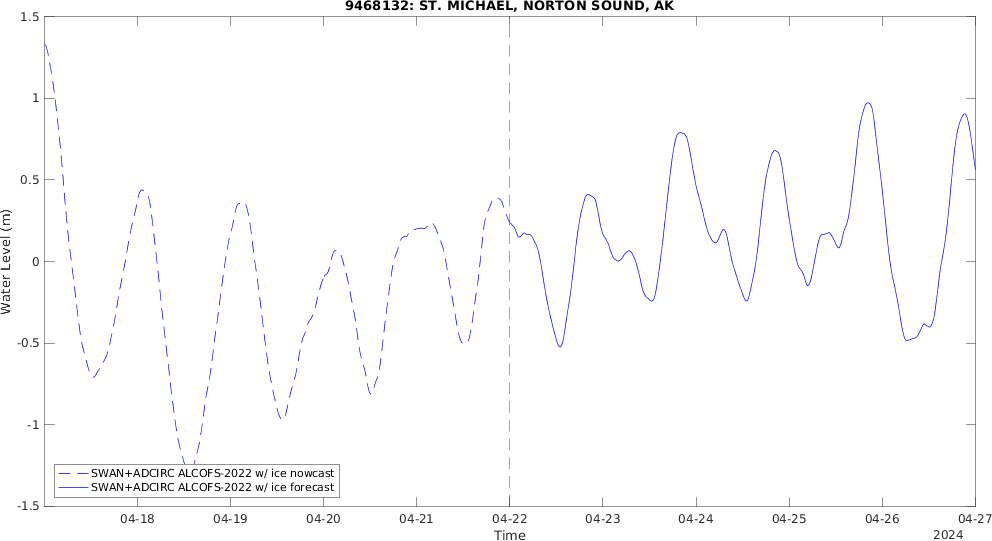 9468132: ST. MICHAEL, NORTON SOUND, AK
1.5
1
0.5
0
-0.5
-1
-1.5
Water Level (m)
SWAN+ADCIRC ALCOFS-2022 w/ ice nowcast
SWAN+ADCIRC ALCOFS-2022 w/ ice forecast
04-18 04-19 04-20 04-21 04-22 04-23 04-24 04-25 04-26 04-27
Time
2024